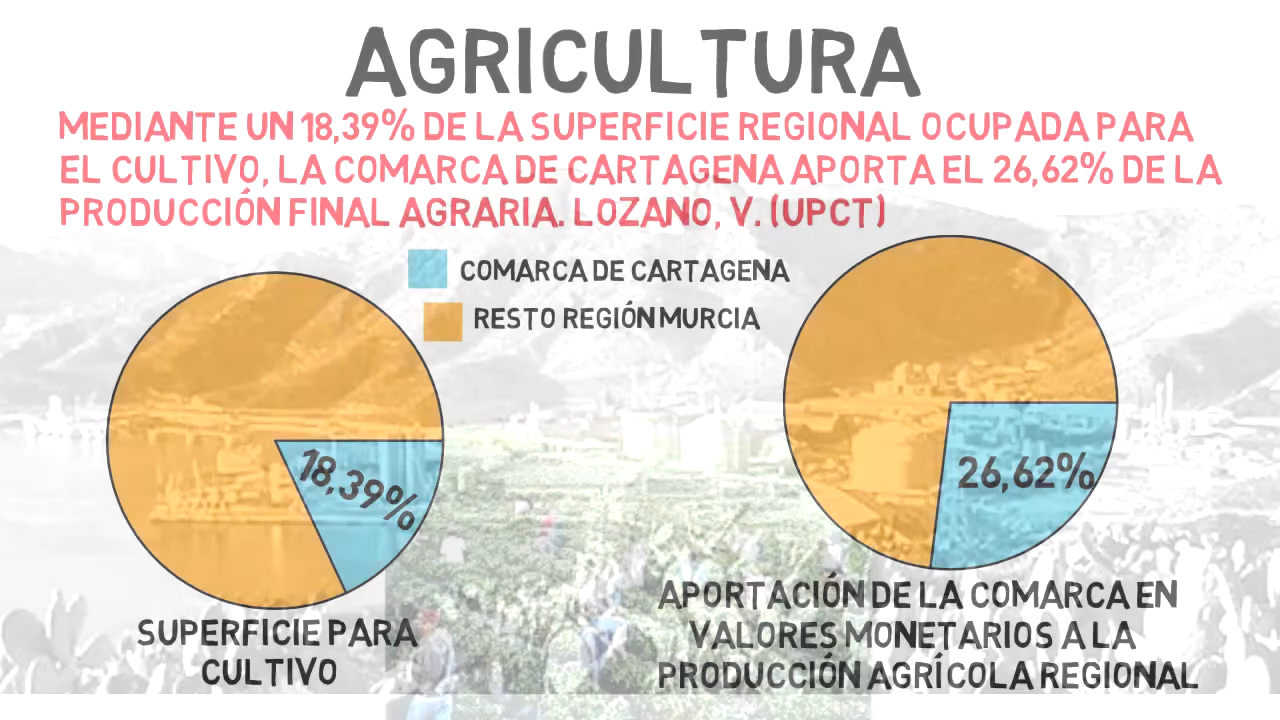 AGRICULTURA
MEDIANTE UN 18,39% DE LA SUPERFICIE REGIONAL OCUPADA PARA
EL CULTIVO, LA COMARCA DE CARTAGENA APORTA EL 26,62% DE LA
PRODUCCIÓN FINAL AGRARIA. LOZANO, V. (UPCT)
COMARCA DE CARTAGENA
RESTO REGIÓN MURCIA
18,39%
26,62%
SUPERFICIE PARA
CULTIVO
APORTACIÓN DE LA COMARCA EN
VALORES MONETARIOS A LA
PRODUCCIÓN AGRÍCOLA REGIONAL